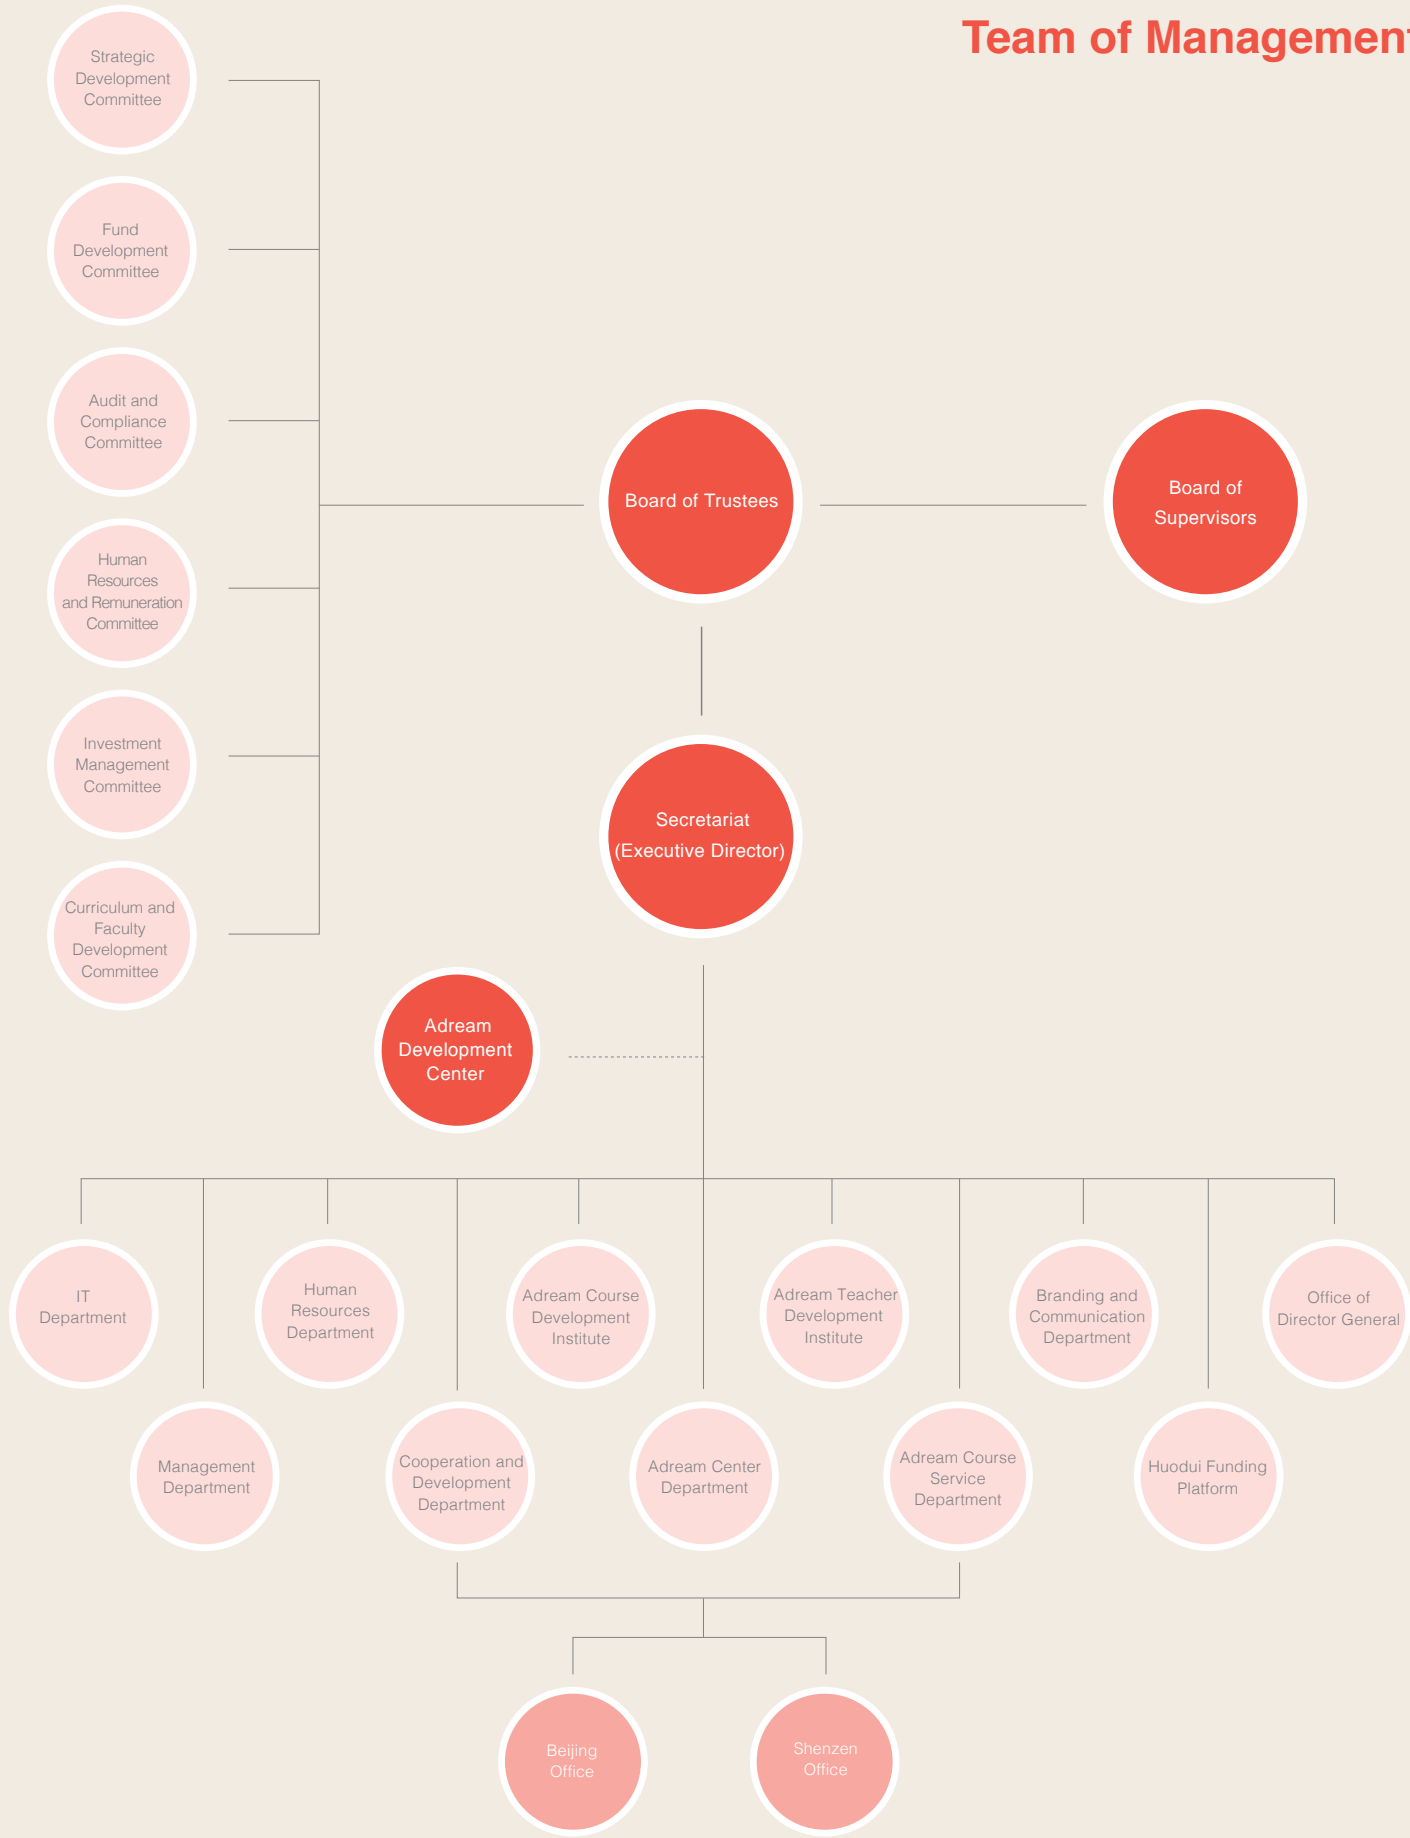 Team of Management
Strategic
Development
Committee
Fund
Development
Committee
Audit and
Compliance
Committee
Human
Resources
and Remuneration
Committee
Investment
Management
Committee
Curriculum and
Faculty
Development
Committee
Board of Trustees
Board of
Supervisors
Secretariat
(Executive Director)
Adream
Development
Center
IT
Department
Human
Resources
Department
Adream Course
Development
Institute
Adream Teacher
Development
Institute
Branding and
Communication
Department
Office of
Director General
Management
Department
Cooperation and
Development
Department
Adream Center
Department
Adream Course
Service
Department
Huodui Funding
Platform
Beijing
Office
Shenzen
Office